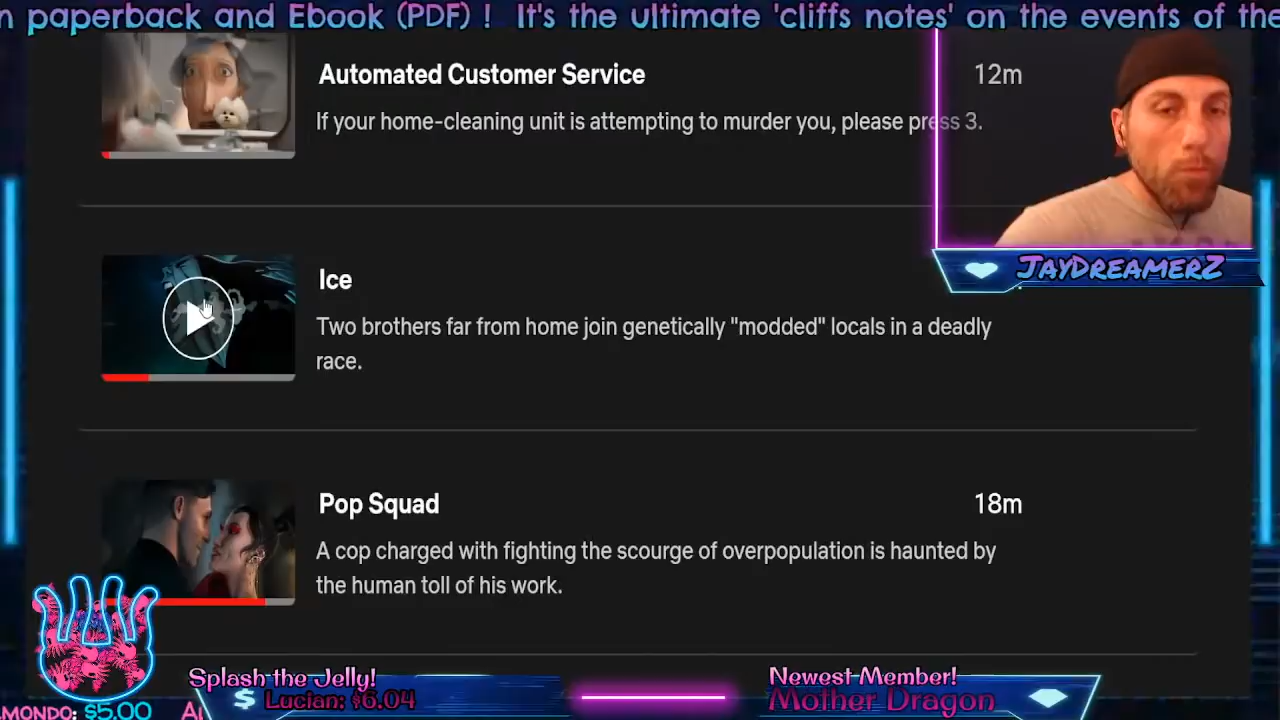 n paperback and Ebook (PDF) ! It's the ultimate 'cliffs notes' on the events of the
Automated Customer Service
12m
If your home-cleaning unit is attempting to murder you, please press 3.
JayDreamerZ
Ice
Two brothers far from home join genetically "modded" locals in a deadly
race.
Pop Squad
18m
A cop charged with fighting the scourge of overpopulation is haunted by
the human toll of his work.
Splash the Jelly!
$ Lucian: $6.04
Newest Member!
Mother Dragon
LMONDO: $5.00